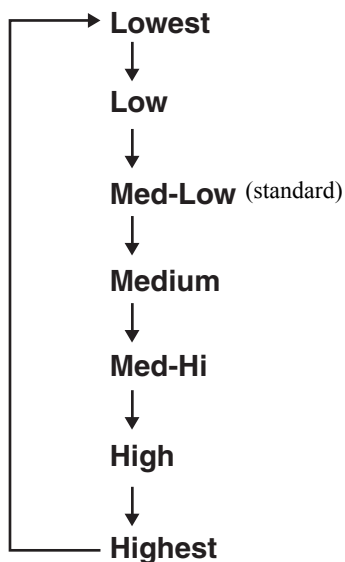 Lowest
Low
Med-Low (standard)
Medium
Med-Hi
High
Highest